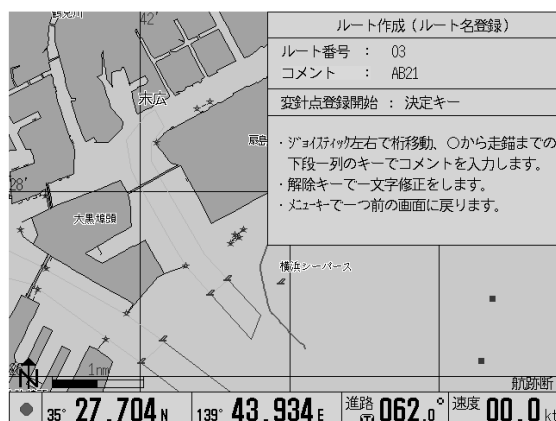 鶴見川
42'
末広
扇島
28'
大黒埠頭
横浜シーバース
1nm
N
ルート作成（ルート名登録）
ルート番号 ： 03
コメント ： AB21
変針点登録開始 ： 決定キー
・ジョイスティック左右で桁移動、○から走錨までの
下段一列のキーでコメントを入力します。
・解除キーで一文字修正をします。
・メニューキーで一つ前の画面に戻ります。
航跡断
35° 27.704 N 139° 43.934 E 進路 T 062.0° 速度 00.0 kt